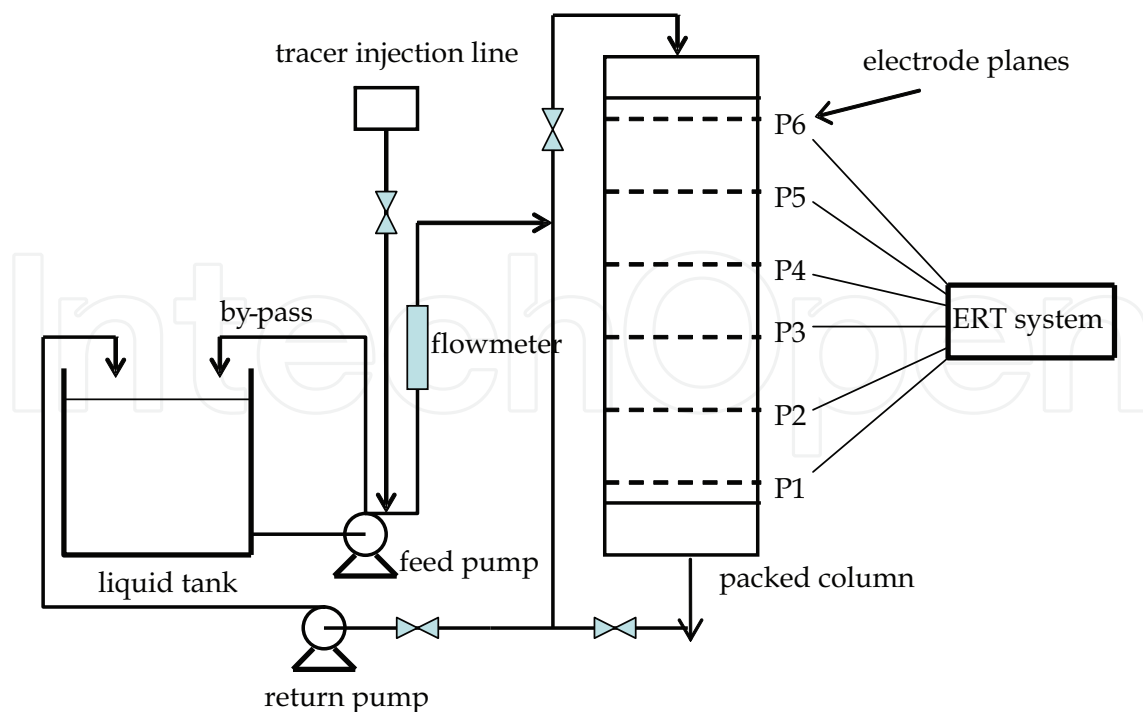 tracer injection line
electrode planes
P6
P5
P4
by-pass
P3
ERT system
flowmeter
P2
P1
feed pump
liquid tank
packed column
return pump
IntechOpen